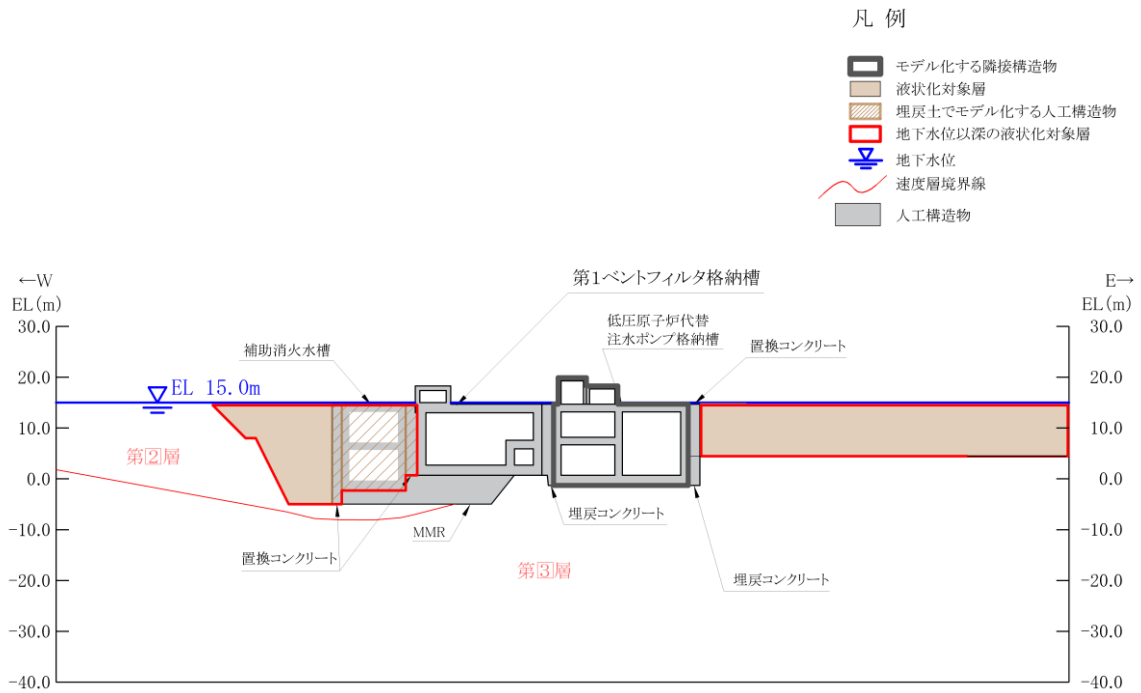 凡 例
モデル化する隣接構造物
液状化対象層
埋戻土でモデル化する人工構造物
地下水位以深の液状化対象層
地下水位
速度層境界線
人工構造物
←W
EL(m)
E→
EL(m)
第1ベントフィルタ格納槽
低圧原子炉代替
注水ポンプ格納槽
補助消火水槽
置換コンクリート
EL 15.0m
30.0
20.0
10.0
0.0
-10.0
-20.0
-30.0
-40.0
30.0
20.0
10.0
0.0
-10.0
-20.0
-30.0
-40.0
第2層
埋戻コンクリート
MMR
置換コンクリート
第3層
埋戻コンクリート